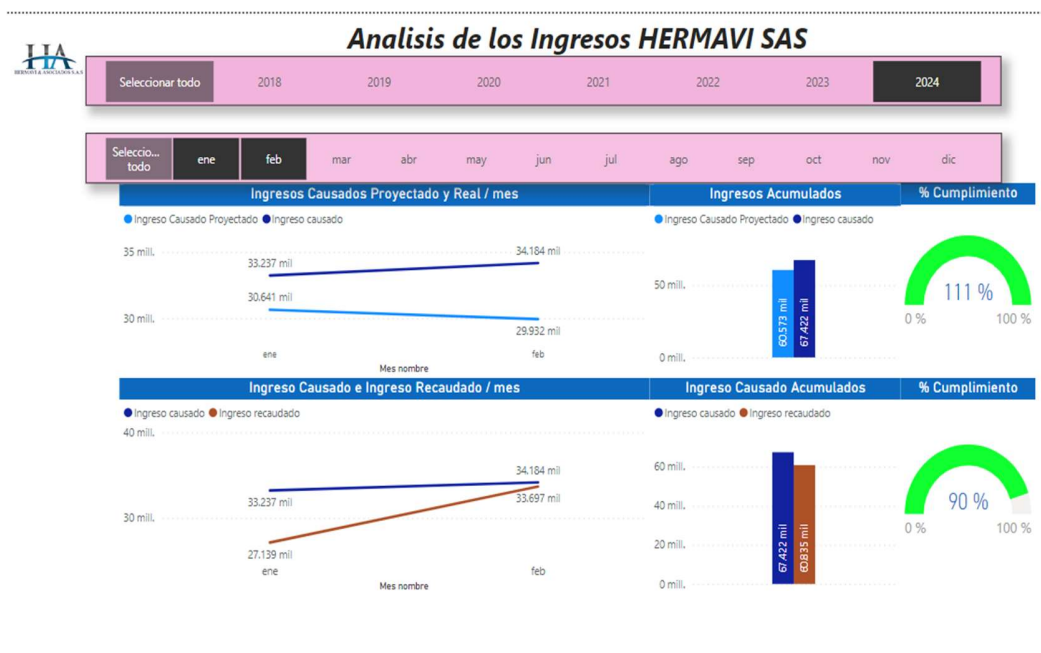 Analisis de los Ingresos HERMAVI SAS
HA
HERMAVI & ASOCIADOS S.A.S
Seleccionar todo 2018 2019 2020 2021 2022 2023 2024
Seleccio... todo ene feb mar abr may jun jul ago sep oct nov dic
Ingresos Causados Proyectado y Real / mes
Ingreso Causado Proyectado Ingreso causado
35 mill.
33.237 mil
34.184 mil
30.641 mil
30 mill.
29.932 mil
ene feb
Mes nombre
Ingresos Acumulados
Ingreso Causado Proyectado Ingreso causado
50 mill.
60.573 mil
67.422 mil
0 mill.
% Cumplimiento
111 %
0 % 100 %
Ingreso Causado e Ingreso Recaudado / mes
Ingreso causado Ingreso recaudado
40 mill.
34.184 mil
33.237 mil
33.697 mil
30 mill.
27.139 mil
ene feb
Mes nombre
Ingreso Causado Acumulados
Ingreso causado Ingreso recaudado
60 mill.
40 mill.
20 mill.
67.422 mil
60.835 mil
0 mill.
% Cumplimiento
90 %
0 % 100 %